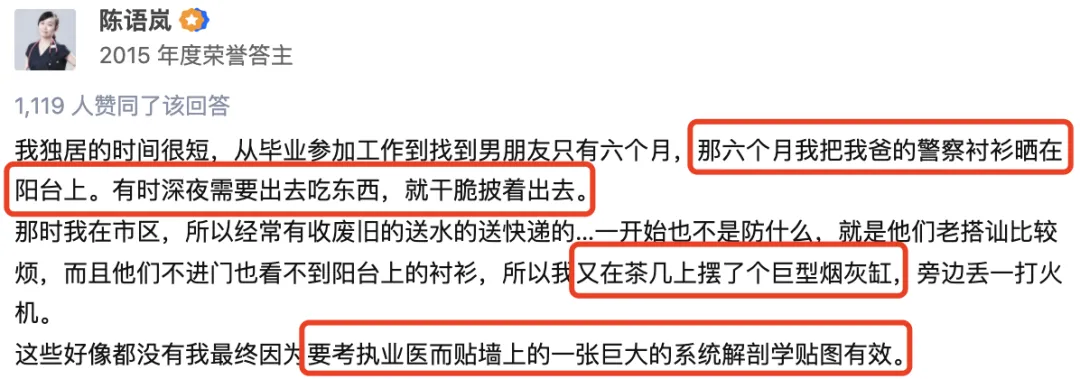 陈语岚
2015 年度荣誉答主
1,119 人赞同了该回答
我独居的时间很短，从毕业参加工作到找到男朋友只有六个月，那六个月我把我爸的警察衬衫晒在
阳台上。有时深夜需要出去吃东西，就干脆披着出去。
那时我在市区，所以经常有收废旧的送水的送快递的...一开始也不是防什么，就是他们老搭讪比较
烦，而且他们不进门也看不到阳台上的衬衫，所以我又在茶几上摆了个巨型烟灰缸，旁边丢一打火
机。
这些好像都没有我最终因为要考执业医而贴墙上的一张巨大的系统解剖学贴图有效。